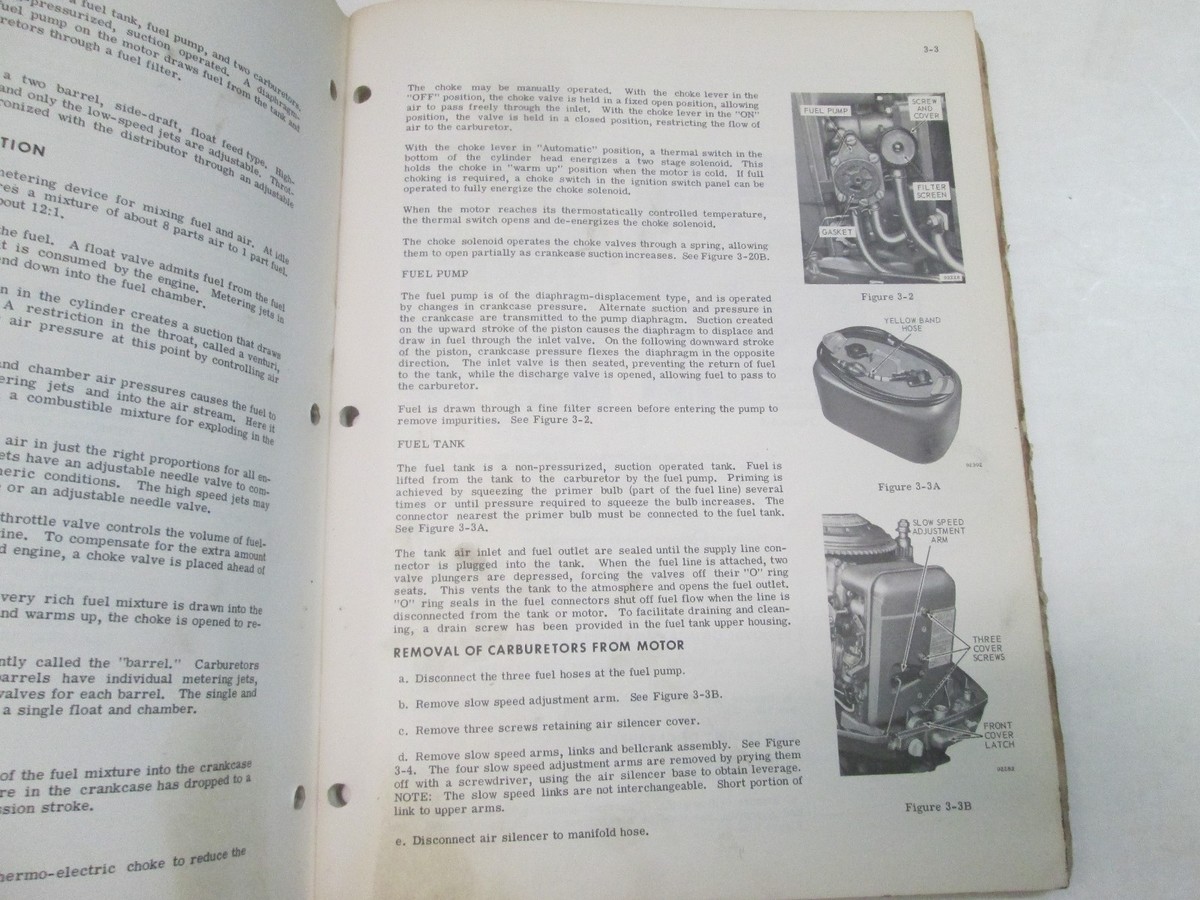 a fuel tank, fuel pump, and two carburetors.
-pressurized, suction operated. A diaphragm-
fuel pump on the motor draws fuel from the tank and
retors through a fuel filter.
a two barrel, side-draft, float feed type. High-
and only the low-speed jets are adjustable. Throt-
ronized with the distributor through an adjustable
TION
metering device for mixing fuel and air. At idle
res a mixture of about 8 parts air to 1 part fuel.
bout 12:1.
the fuel. A float valve admits fuel from the fuel
it is consumed by the engine. Metering jets in
end down into the fuel chamber.
n in the cylinder creates a suction that draws
A restriction in the throat, called a venturi,
air pressure at this point by controlling air
and chamber air pressures causes the fuel to
ering jets and into the air stream. Here it
a combustible mixture for exploding in the
air in just the right proportions for all en-
ets have an adjustable needle valve to com-
heric conditions. The high speed jets may
or an adjustable needle valve.
throttle valve controls the volume of fuel-
ine. To compensate for the extra amount
d engine, a choke valve is placed ahead of
very rich fuel mixture is drawn into the
nd warms up, the choke is opened to re-
ntly called the "barrel." Carburetors
barrels have individual metering jets,
valves for each barrel. The single and
a single float and chamber.
of the fuel mixture into the crankcase
re in the crankcase has dropped to a
ssion stroke.
hermo-electric choke to reduce the
3-3
The choke may be manually operated. With the choke lever in the
"OFF" position, the choke valve is held in a fixed open position, allowing
air to pass freely through the inlet. With the choke lever in the "ON"
position, the valve is held in a closed position, restricting the flow of
air to the carburetor.
With the choke lever in "Automatic" position, a thermal switch in the
bottom of the cylinder head energizes a two stage solenoid. This
holds the choke in "warm up" position when the motor is cold. If full
choking is required, a choke switch in the ignition switch panel can be
operated to fully energize the choke solenoid.
When the motor reaches its thermostatically controlled temperature,
the thermal switch opens and de-energizes the choke solenoid.
The choke solenoid operates the choke valves through a spring, allowing
them to open partially as crankcase suction increases. See Figure 3-20B.
FUEL PUMP
The fuel pump is of the diaphragm-displacement type, and is operated
by changes in crankcase pressure. Alternate suction and pressure in
the crankcase are transmitted to the pump diaphragm. Suction created
on the upward stroke of the piston causes the diaphragm to displace and
draw in fuel through the inlet valve. On the following downward stroke
of the piston, crankcase pressure flexes the diaphragm in the opposite
direction. The inlet valve is then seated, preventing the return of fuel
to the tank, while the discharge valve is opened, allowing fuel to pass to
the carburetor.
Fuel is drawn through a fine filter screen before entering the pump to
remove impurities. See Figure 3-2.
FUEL TANK
The fuel tank is a non-pressurized, suction operated tank. Fuel is
lifted from the tank to the carburetor by the fuel pump. Priming is
achieved by squeezing the primer bulb (part of the fuel line) several
times or until pressure required to squeeze the bulb increases. The
connector nearest the primer bulb must be connected to the fuel tank.
See Figure 3-3A.
The tank air inlet and fuel outlet are sealed until the supply line con-
nector is plugged into the tank. When the fuel line is attached, two
valve plungers are depressed, forcing the valves off their "O" ring
seats. This vents the tank to the atmosphere and opens the fuel outlet.
"O" ring seals in the fuel connectors shut off fuel flow when the line is
disconnected from the tank or motor. To facilitate draining and clean-
ing, a drain screw has been provided in the fuel tank upper housing.
REMOVAL OF CARBURETORS FROM MOTOR
a. Disconnect the three fuel hoses at the fuel pump.
b. Remove slow speed adjustment arm. See Figure 3-3B.
c. Remove three screws retaining air silencer cover.
d. Remove slow speed arms, links and bellcrank assembly. See Figure
3-4. The four slow speed adjustment arms are removed by prying them
off with a screwdriver, using the air silencer base to obtain leverage.
NOTE: The slow speed links are not interchangeable. Short portion of
link to upper arms.
e. Disconnect air silencer to manifold hose.
FUEL PUMP
SCREW
AND
COVER
FILTER
SCREEN
GASKET
Figure 3-2
YELLOW BAND
HOSE
Figure 3-3A
SLOW SPEED
ADJUSTMENT
ARM
THREE
COVER
SCREWS
FRONT
COVER
LATCH
Figure 3-3B